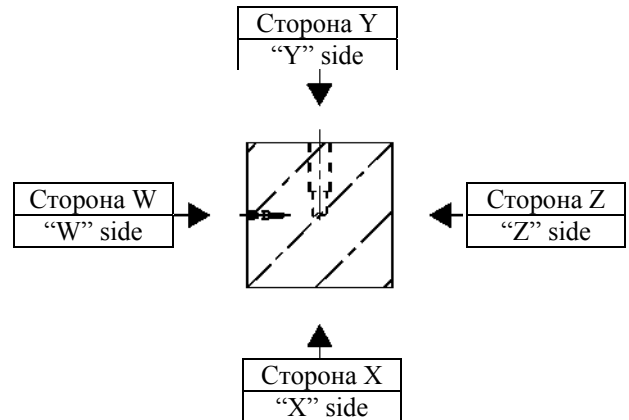 Сторона Y
“Y” side
Сторона W
“W” side
Сторона Z
“Z” side
Сторона X
“X” side